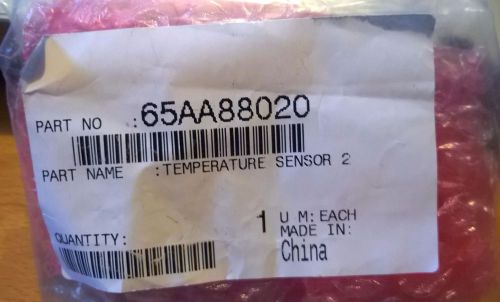 PART NO :65AA88020
PART NAME :TEMPERATURE SENSOR 2
QUANTITY: 1 U M:EACH
MADE IN:
China